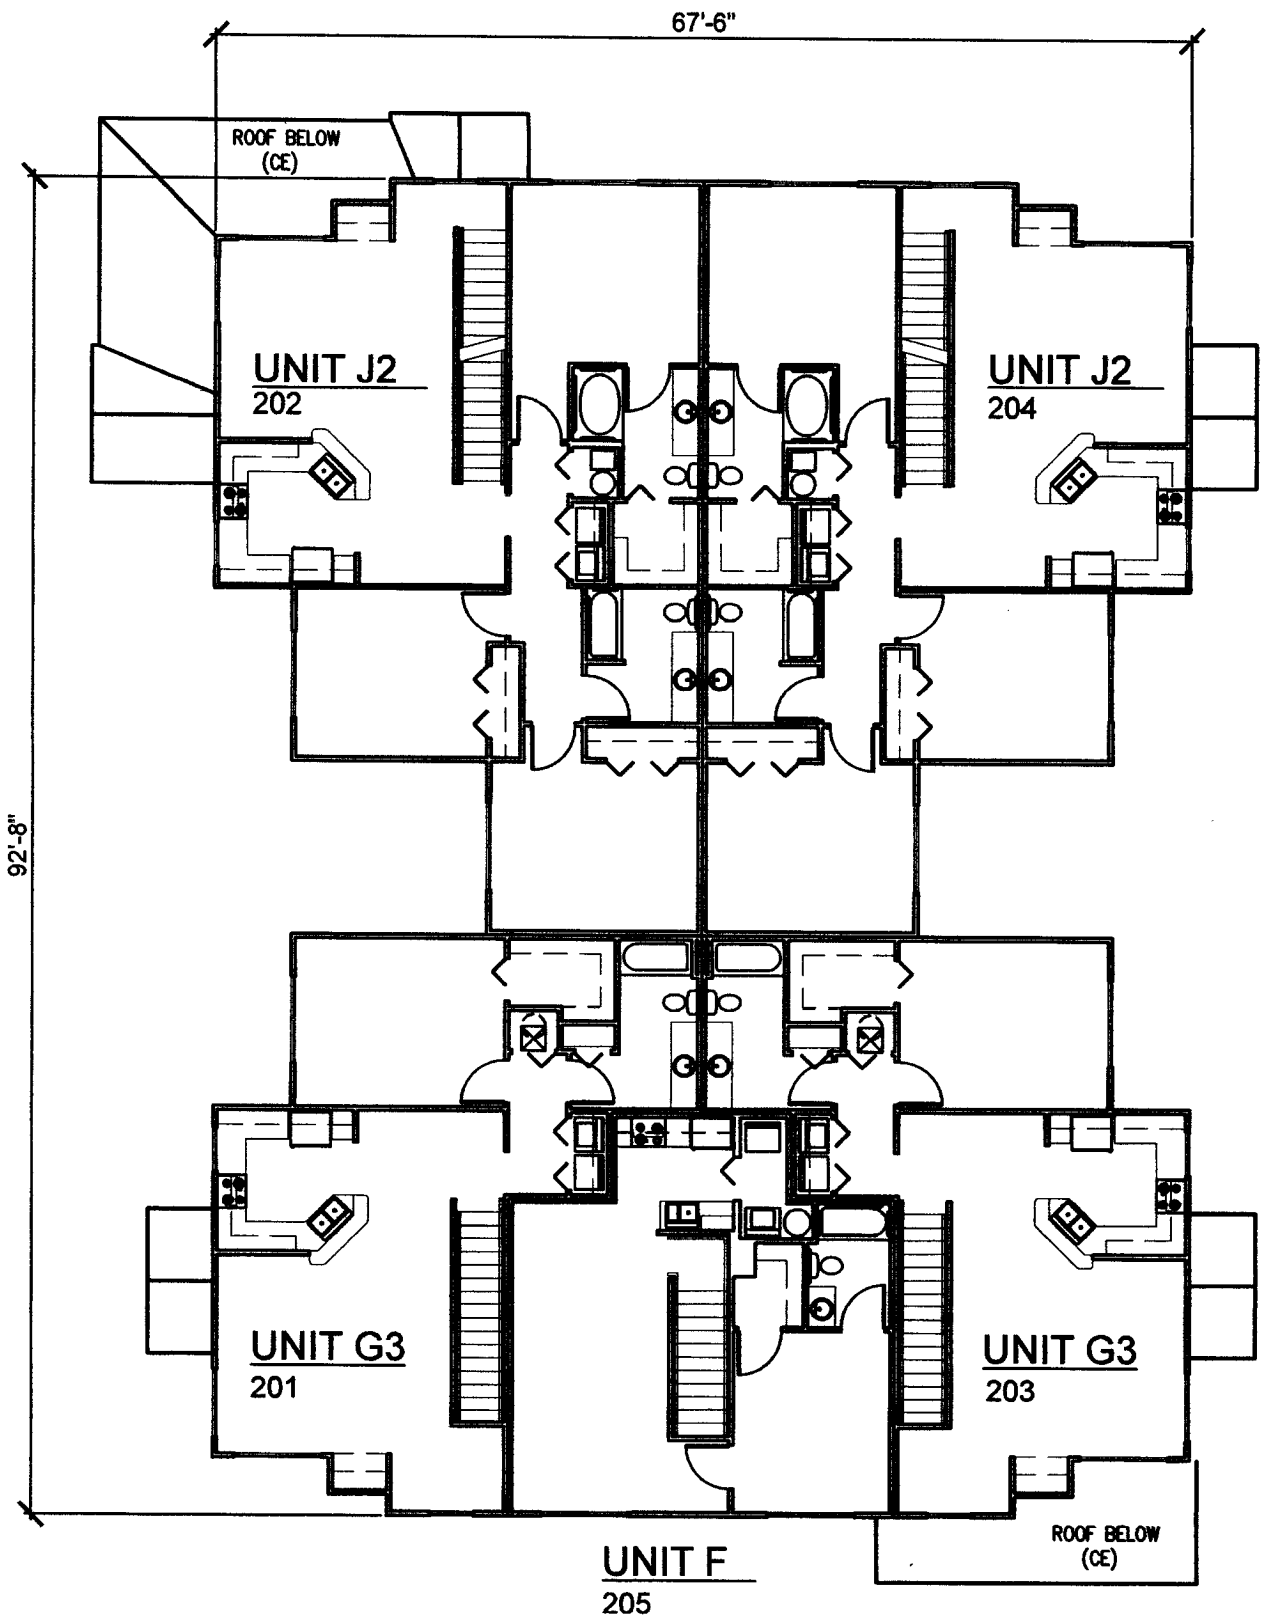 67'-6"
ROOF BELOW
(CE)
UNIT J2
202
UNIT J2
204
92'-8"
UNIT G3
201
UNIT G3
203
ROOF BELOW
(CE)
UNIT F
205